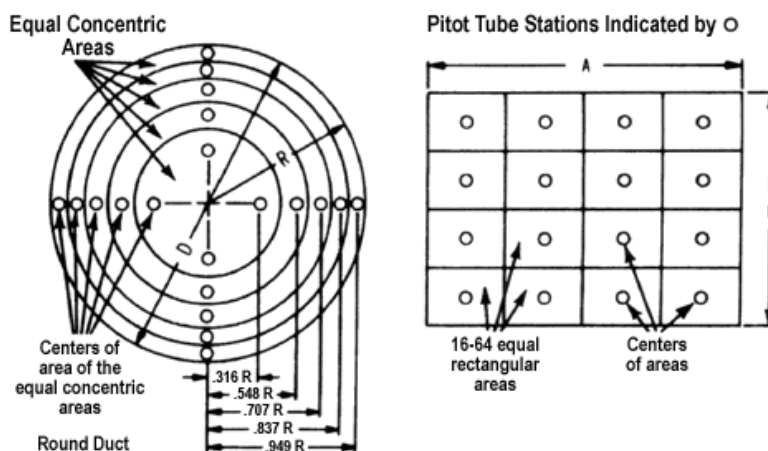 Equal Concentric
Areas
R
D
Centers of
area of the
equal concentric
areas
.316 R
.548 R
.707 R
.837 R
.949 R
Round Duct
Pitot Tube Stations Indicated by O
A
16-64 equal
rectangular
areas
Centers
of areas